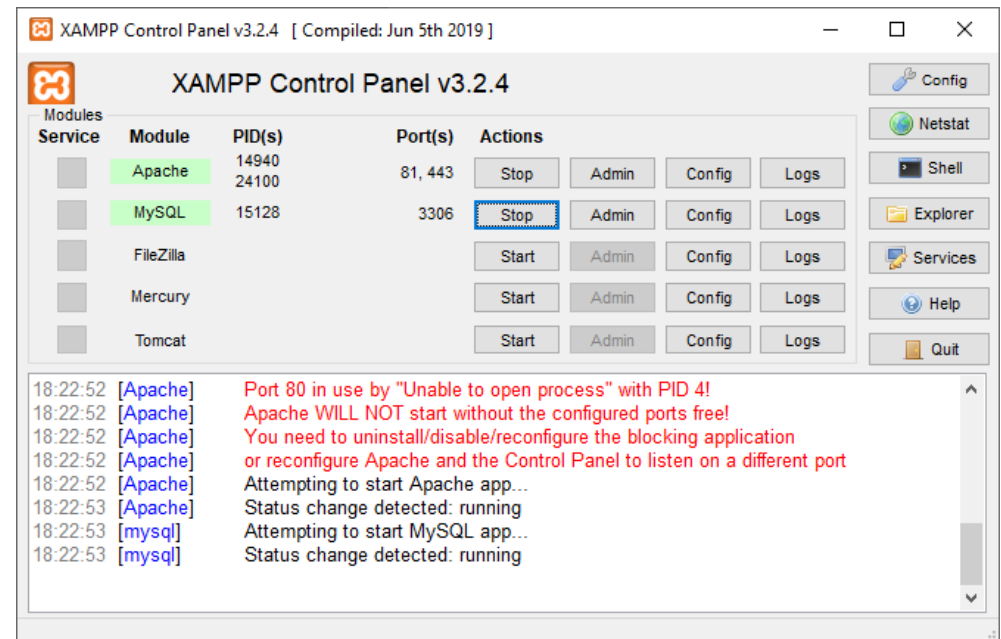 XAMPP Control Panel v3.2.4 [ Compiled: Jun 5th 2019 ]
XAMPP Control Panel v3.2.4
Config
Modules
Service Module PID(s) Port(s) Actions
Netstat
Apache 14940 24100 81, 443 Stop Admin Config Logs
Shell
MySQL 15128 3306 Stop Admin Config Logs
Explorer
FileZilla Start Admin Config Logs
Services
Mercury Start Admin Config Logs
Help
Tomcat Start Admin Config Logs
Quit
18:22:52 [Apache] Port 80 in use by "Unable to open process" with PID 4!
18:22:52 [Apache] Apache WILL NOT start without the configured ports free!
18:22:52 [Apache] You need to uninstall/disable/reconfigure the blocking application
18:22:52 [Apache] or reconfigure Apache and the Control Panel to listen on a different port
18:22:52 [Apache] Attempting to start Apache app...
18:22:53 [Apache] Status change detected: running
18:22:53 [mysql] Attempting to start MySQL app...
18:22:53 [mysql] Status change detected: running